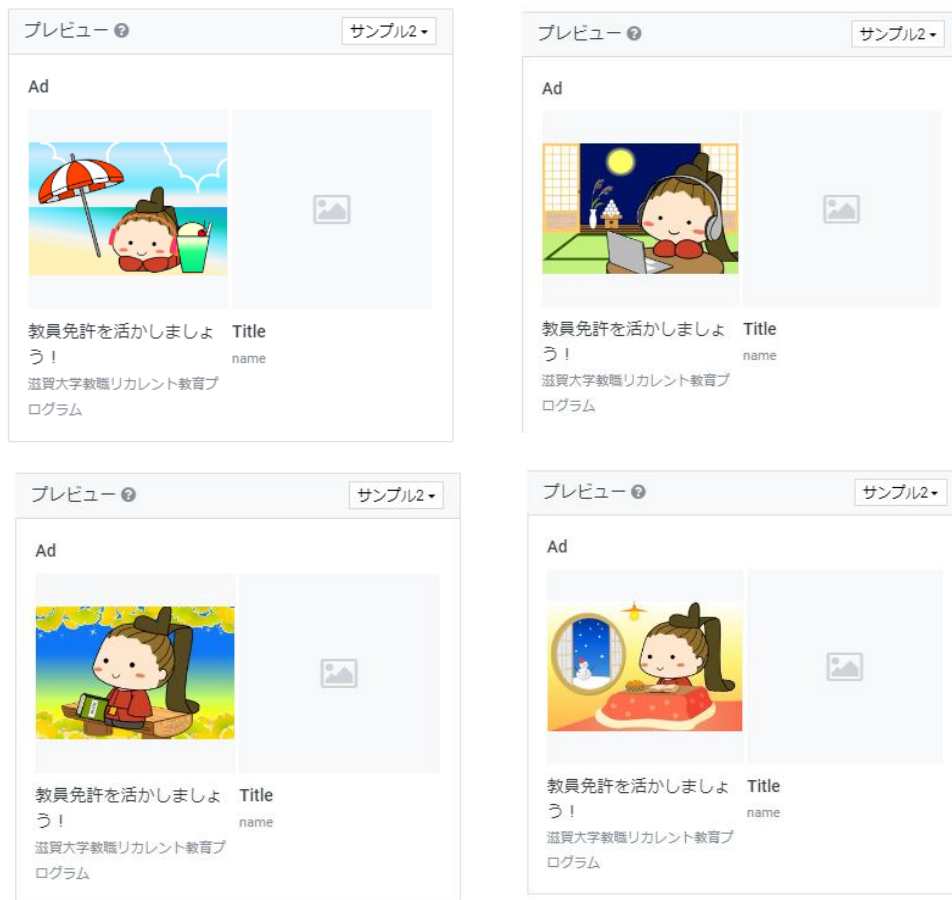 プレビュー
サンプル2
Ad
教員免許を活かしましょ
う！
滋賀大学教職リカレント教育プ
ログラム
Title
name
プレビュー
サンプル2
Ad
教員免許を活かしましょ
う！
滋賀大学教職リカレント教育プ
ログラム
Title
name
プレビュー
サンプル2
Ad
教員免許を活かしましょ
う！
滋賀大学教職リカレント教育プ
ログラム
Title
name
プレビュー
サンプル2
Ad
教員免許を活かしましょ
う！
滋賀大学教職リカレント教育プ
ログラム
Title
name